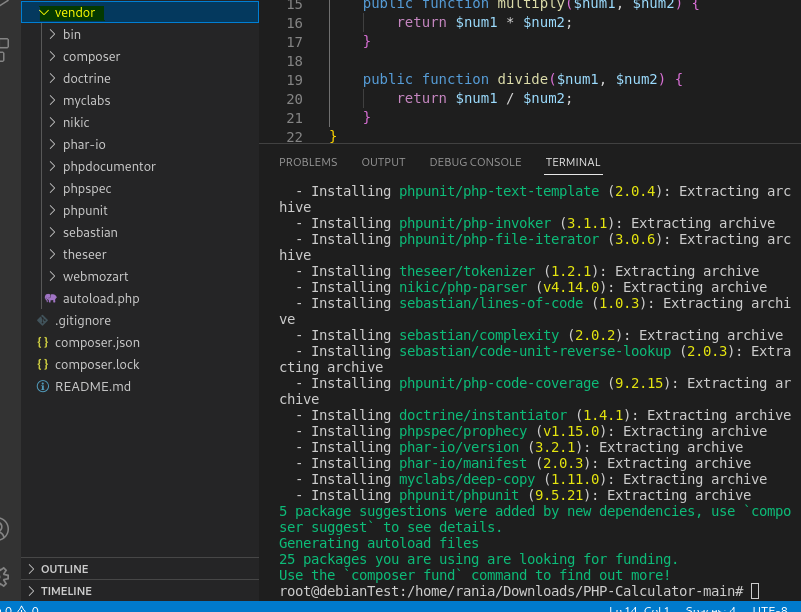 vendor
bin
composer
doctrine
myclabs
nikic
phar-io
phpdocumentor
phpspec
phpunit
sebastian
theseer
webmozart
autoload.php
.gitignore
composer.json
composer.lock
README.md
OUTLINE
TIMELINE
15 public function multiply($num1, $num2) {
16 return $num1 * $num2;
17 }
18
19 public function divide($num1, $num2) {
20 return $num1 / $num2;
21 }
22 }
PROBLEMS OUTPUT DEBUG CONSOLE TERMINAL
- Installing phpunit/php-text-template (2.0.4): Extracting arc
hive
- Installing phpunit/php-invoker (3.1.1): Extracting archive
- Installing phpunit/php-file-iterator (3.0.6): Extracting arc
hive
- Installing theseer/tokenizer (1.2.1): Extracting archive
- Installing nikic/php-parser (v4.14.0): Extracting archive
- Installing sebastian/lines-of-code (1.0.3): Extracting archi
ve
- Installing sebastian/complexity (2.0.2): Extracting archive
- Installing sebastian/code-unit-reverse-lookup (2.0.3): Extra
cting archive
- Installing phpunit/php-code-coverage (9.2.15): Extracting ar
chive
- Installing doctrine/instantiator (1.4.1): Extracting archive
- Installing phpspec/prophecy (v1.15.0): Extracting archive
- Installing phar-io/version (3.2.1): Extracting archive
- Installing phar-io/manifest (2.0.3): Extracting archive
- Installing myclabs/deep-copy (1.11.0): Extracting archive
- Installing phpunit/phpunit (9.5.21): Extracting archive
5 package suggestions were added by new dependencies, use `compo
ser suggest` to see details.
Generating autoload files
25 packages you are using are looking for funding.
Use the `composer fund` command to find out more!
root@debianTest:/home/rania/Downloads/PHP-Calculator-main#
0 0 Ln 14, Col 1 Spaces: 4 UTF-8